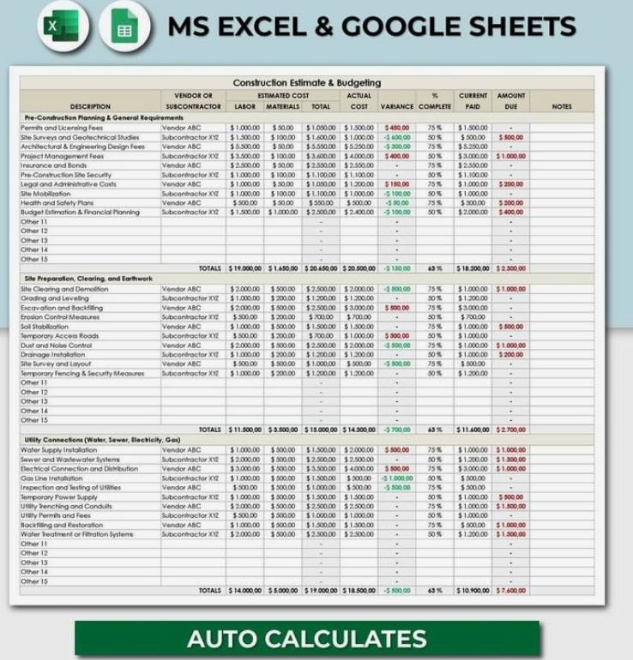 MS EXCEL & GOOGLE SHEETS
Construction Estimate & Budgeting
VENDOR OR ESTIMATED COST ACTUAL % CURRENT AMOUNT
DESCRIPTION SUBCONTRACTOR LABOR MATERIALS TOTAL COST VARIANCE COMPLETE PAID DUE NOTES
Pre-Construction Planning & General Requirements
Permits and Licensing Fees Vendor ABC $ 1.000,00 $ 50,00 $ 1.050,00 $ 1.500,00 $ 450,00 75 % $ 1.500,00 -
Site Surveys and Geotechnical Studies Subcontractor XYZ $ 1.500,00 $ 100,00 $ 1.600,00 $ 1.000,00 -$ 600,00 50 % $ 500,00 $ 500,00
Architectural & Engineering Design Fees Vendor ABC $ 5.500,00 $ 50,00 $ 5.550,00 $ 5.250,00 -$ 300,00 75 % $ 5.250,00 -
Project Management Fees Subcontractor XYZ $ 3.500,00 $ 100,00 $ 3.600,00 $ 4.000,00 $ 400,00 50 % $ 3.000,00 $ 1.000,00
Insurance and Bonds Vendor ABC $ 2.500,00 $ 50,00 $ 2.550,00 $ 2.550,00 - 75 % $ 2.550,00 -
Pre-Construction Site Security Subcontractor XYZ $ 1.000,00 $ 100,00 $ 1.100,00 $ 1.100,00 - 50 % $ 1.100,00 -
Legal and Administrative Costs Vendor ABC $ 1.000,00 $ 50,00 $ 1.050,00 $ 1.200,00 $ 150,00 75 % $ 1.000,00 $ 200,00
Site Mobilization Subcontractor XYZ $ 1.000,00 $ 100,00 $ 1.100,00 $ 1.000,00 -$ 100,00 50 % $ 1.000,00 -
Health and Safety Plans Vendor ABC $ 500,00 $ 50,00 $ 550,00 $ 500,00 -$ 50,00 75 % $ 300,00 $ 200,00
Budget Estimation & Financial Planning Subcontractor XYZ $ 1.500,00 $ 1.000,00 $ 2.500,00 $ 2.400,00 -$ 100,00 50 % $ 2.000,00 $ 400,00
Other 11 - - -
Other 12 - - -
Other 13 - - -
Other 14 - - -
Other 15 - - -
TOTALS $ 19.000,00 $ 1.650,00 $ 20.650,00 $ 20.500,00 -$ 150,00 63 % $ 18.200,00 $ 2.300,00
Site Preparation, Clearing, and Earthwork
Site Clearing and Demolition Vendor ABC $ 2.000,00 $ 500,00 $ 2.500,00 $ 2.000,00 -$ 500,00 75 % $ 1.000,00 $ 1.000,00
Grading and Leveling Subcontractor XYZ $ 1.000,00 $ 200,00 $ 1.200,00 $ 1.200,00 - 50 % $ 1.200,00 -
Excavation and Backfilling Vendor ABC $ 2.000,00 $ 500,00 $ 2.500,00 $ 3.000,00 $ 500,00 75 % $ 3.000,00 -
Erosion Control Measures Subcontractor XYZ $ 500,00 $ 200,00 $ 700,00 $ 700,00 - 50 % $ 700,00 -
Soil Stabilization Vendor ABC $ 1.000,00 $ 500,00 $ 1.500,00 $ 1.500,00 - 75 % $ 1.000,00 $ 500,00
Temporary Access Roads Subcontractor XYZ $ 500,00 $ 200,00 $ 700,00 $ 1.000,00 $ 300,00 50 % $ 1.000,00 -
Dust and Noise Control Vendor ABC $ 2.000,00 $ 500,00 $ 2.500,00 $ 2.000,00 -$ 500,00 75 % $ 1.000,00 $ 1.000,00
Drainage Installation Subcontractor XYZ $ 1.000,00 $ 200,00 $ 1.200,00 $ 1.200,00 - 50 % $ 1.000,00 $ 200,00
Site Survey and Layout Vendor ABC $ 500,00 $ 500,00 $ 1.000,00 $ 500,00 -$ 500,00 75 % $ 500,00 -
Temporary Fencing & Security Measures Subcontractor XYZ $ 1.000,00 $ 200,00 $ 1.200,00 $ 1.200,00 - 50 % $ 1.200,00 -
Other 11 - - -
Other 12 - - -
Other 13 - - -
Other 14 - - -
Other 15 - - -
TOTALS $ 11.500,00 $ 3.500,00 $ 15.000,00 $ 14.300,00 -$ 700,00 63 % $ 11.600,00 $ 2.700,00
Utility Connections (Water, Sewer, Electricity, Gas)
Water Supply Installation Vendor ABC $ 1.000,00 $ 500,00 $ 1.500,00 $ 2.000,00 $ 500,00 75 % $ 1.000,00 $ 1.000,00
Sewer and Wastewater Systems Subcontractor XYZ $ 2.000,00 $ 500,00 $ 2.500,00 $ 2.500,00 - 50 % $ 1.200,00 $ 1.300,00
Electrical Connection and Distribution Vendor ABC $ 3.000,00 $ 500,00 $ 3.500,00 $ 4.000,00 $ 500,00 75 % $ 3.000,00 $ 1.000,00
Gas Line Installation Subcontractor XYZ $ 1.000,00 $ 500,00 $ 1.500,00 $ 500,00 -$ 1.000,00 50 % $ 500,00 -
Inspection and Testing of Utilities Vendor ABC $ 500,00 $ 500,00 $ 1.000,00 $ 500,00 -$ 500,00 75 % $ 500,00 -
Temporary Power Supply Subcontractor XYZ $ 1.000,00 $ 500,00 $ 1.500,00 $ 1.500,00 - 50 % $ 1.000,00 $ 500,00
Utility Trenching and Conduits Vendor ABC $ 2.000,00 $ 500,00 $ 2.500,00 $ 2.500,00 - 75 % $ 1.000,00 $ 1.500,00
Utility Permits and Fees Subcontractor XYZ $ 500,00 $ 500,00 $ 1.000,00 $ 1.000,00 - 50 % $ 1.000,00 -
Backfilling and Restoration Vendor ABC $ 1.000,00 $ 500,00 $ 1.500,00 $ 1.500,00 - 75 % $ 500,00 $ 1.000,00
Water Treatment or Filtration Systems Subcontractor XYZ $ 2.000,00 $ 500,00 $ 2.500,00 $ 2.500,00 - 50 % $ 1.200,00 $ 1.300,00
Other 11 - - -
Other 12 - - -
Other 13 - - -
Other 14 - - -
Other 15 - - -
TOTALS $ 14.000,00 $ 5.000,00 $ 19.000,00 $ 18.500,00 -$ 500,00 63 % $ 10.900,00 $ 7.600,00
AUTO CALCULATES